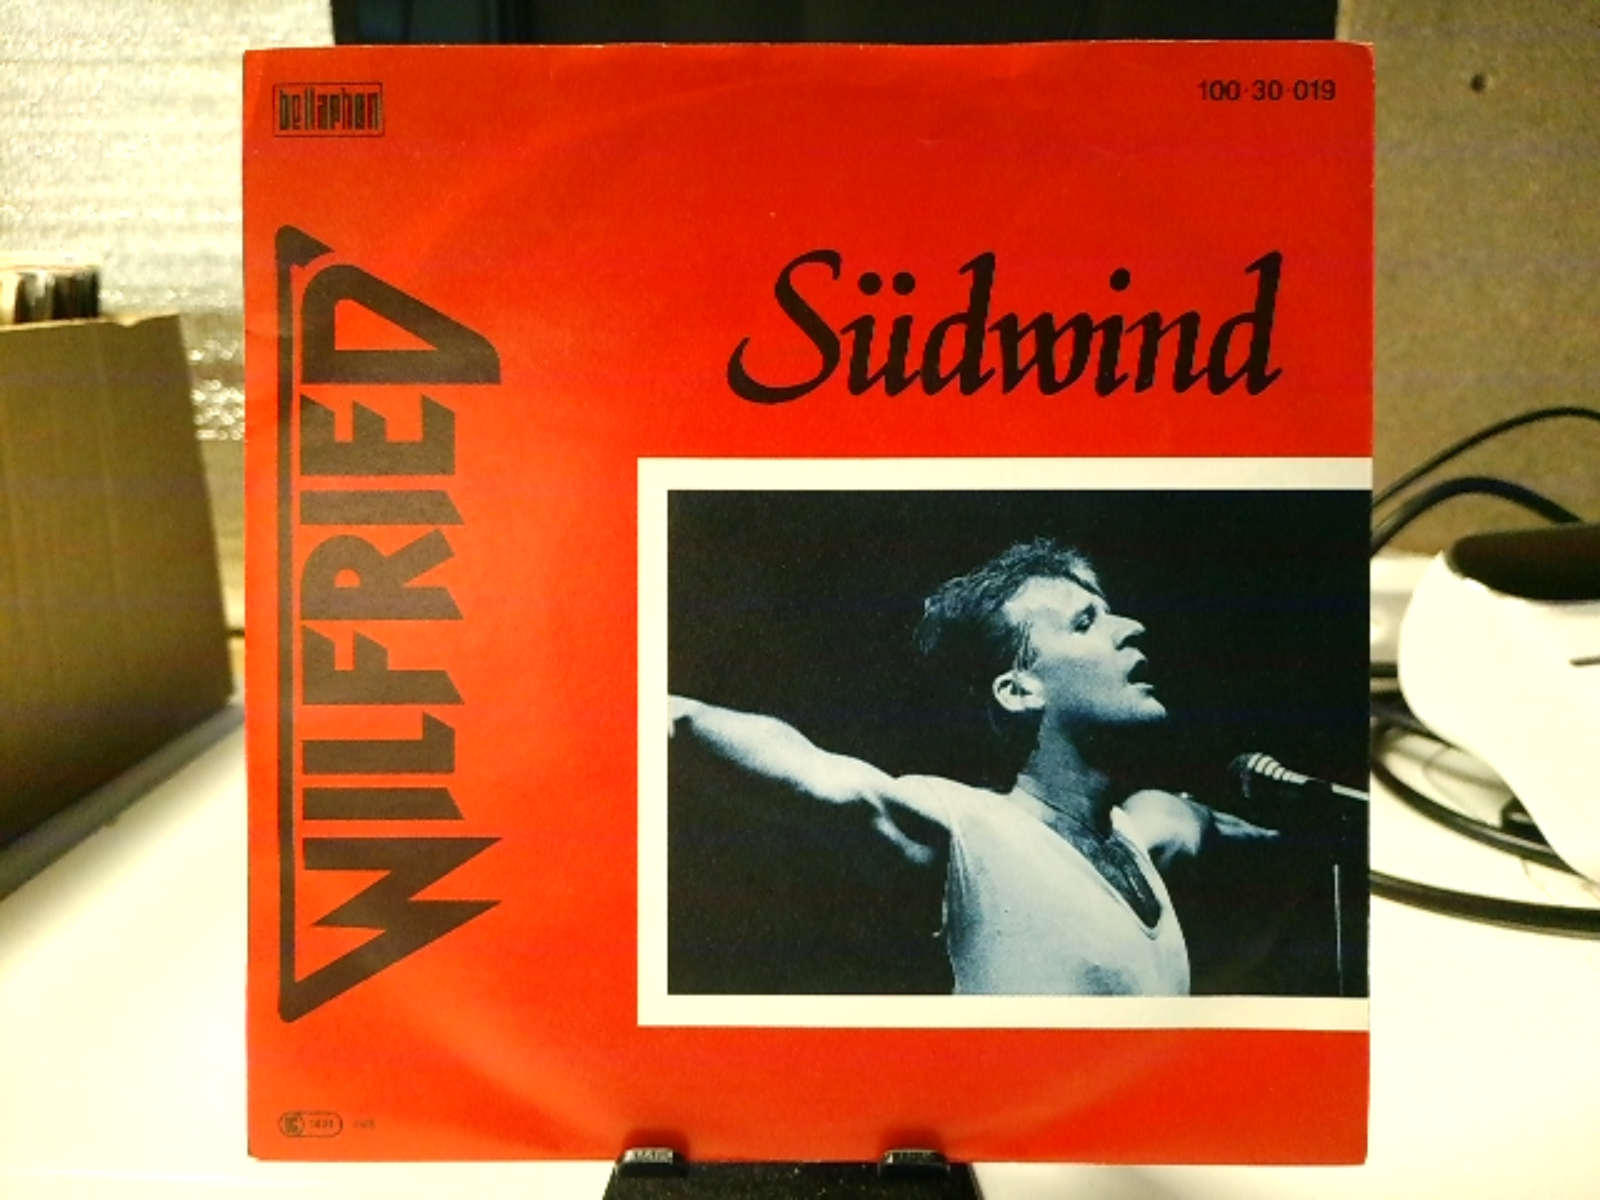 bellaphon
100·30·019
Südwind
WILFRIED